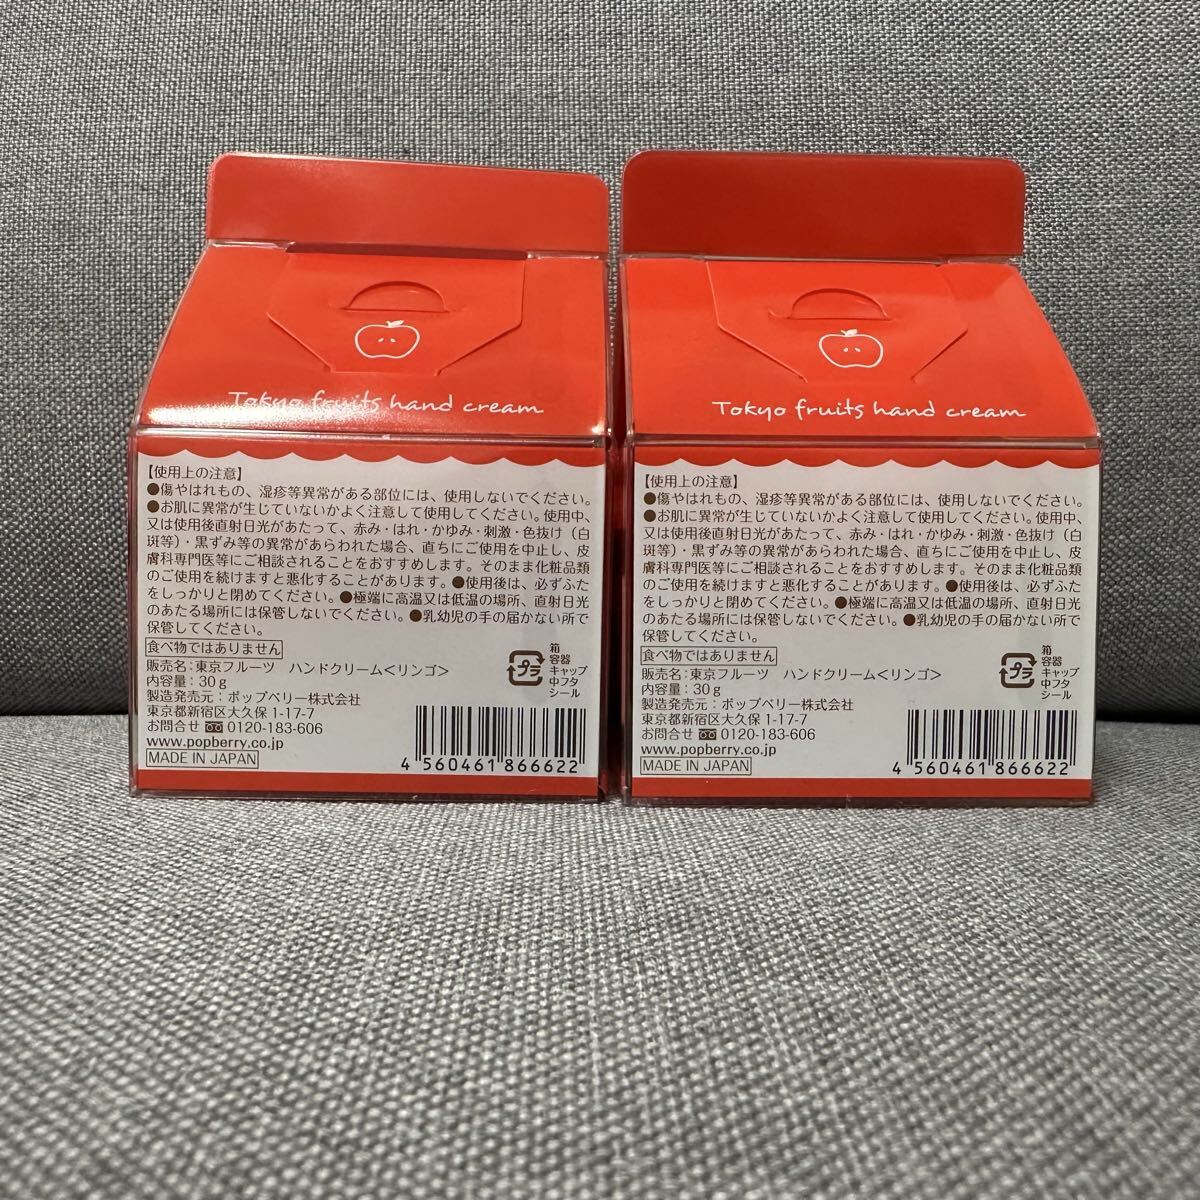 Tokyo fruits hand cream
【使用上の注意】
●傷やはれもの、湿疹等異常がある部位には、使用しないでください。
●お肌に異常が生じていないかよく注意して使用してください。使用中、
又は使用後直射日光があたって、赤み・はれ・かゆみ・刺激・色抜け（白
斑等）・黒ずみ等の異常があらわれた場合、直ちにご使用を中止し、皮
膚科専門医等にご相談されることをおすすめします。そのまま化粧品類
のご使用を続けますと悪化することがあります。●使用後は、必ずふた
をしっかりと閉めてください。●極端に高温又は低温の場所、直射日光
のあたる場所には保管しないでください。●乳幼児の手の届かない所で
保管してください。
食べ物ではありません
販売名：東京フルーツ ハンドクリーム<リンゴ>
内容量：30g
製造発売元：ポップベリー株式会社
東京都新宿区大久保 1-17-7
お問合せ 0120-183-606
www.popberry.co.jp
MADE IN JAPAN
プラ
箱
容器
キャップ
中フタ
シール
4 560461 866622
Tokyo fruits hand cream
【使用上の注意】
●傷やはれもの、湿疹等異常がある部位には、使用しないでください。
●お肌に異常が生じていないかよく注意して使用してください。使用中、
又は使用後直射日光があたって、赤み・はれ・かゆみ・刺激・色抜け（白
斑等）・黒ずみ等の異常があらわれた場合、直ちにご使用を中止し、皮
膚科専門医等にご相談されることをおすすめします。そのまま化粧品類
のご使用を続けますと悪化することがあります。●使用後は、必ずふた
をしっかりと閉めてください。●極端に高温又は低温の場所、直射日光
のあたる場所には保管しないでください。●乳幼児の手の届かない所で
保管してください。
食べ物ではありません
販売名：東京フルーツ ハンドクリーム<リンゴ>
内容量：30g
製造発売元：ポップベリー株式会社
東京都新宿区大久保 1-17-7
お問合せ 0120-183-606
www.popberry.co.jp
MADE IN JAPAN
プラ
箱
容器
キャップ
中フタ
シール
4 560461 866622